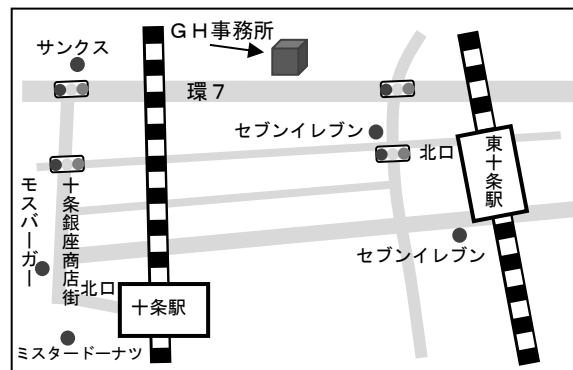 GH事務所
サンクス
環7
セブンイレブン
北口
東十条駅
モスバーガー
十条銀座商店街
セブンイレブン
北口
十条駅
ミスタードーナツ